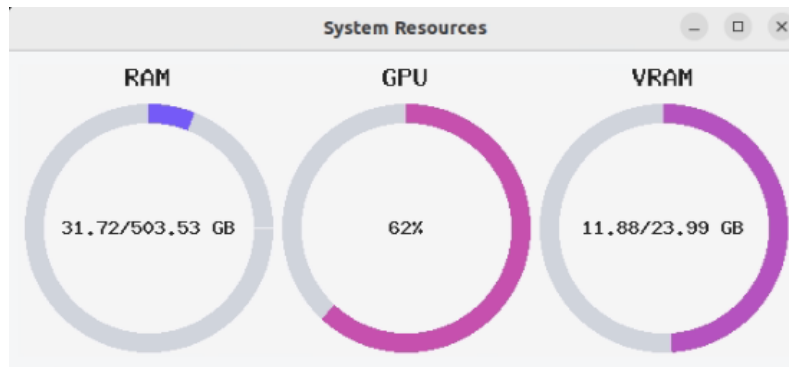 System Resources
RAM
GPU
VRAM
31.72/503.53 GB
62%
11.88/23.99 GB